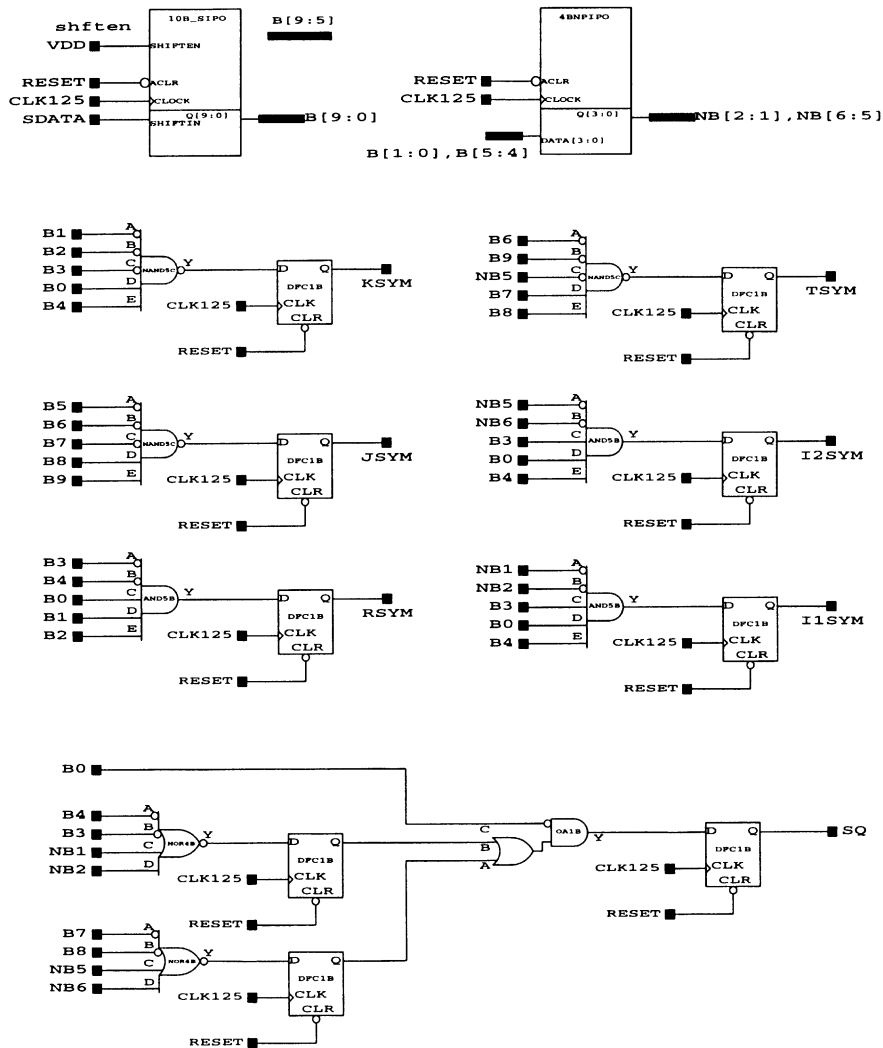 shften
VDD
RESET
CLK125
SDATA
10B_SIPO
SHIFTEN
ACLR
CLOCK
Q[9:0]
SHIFTIN
B[9:5]
B[9:0]
4BNPIPO
RESET
CLK125
ACLR
CLOCK
Q[3:0]
DATA[3:0]
B[1:0],B[5:4]
NB[2:1],NB[6:5]
B1 A
B2 B
B3 C
B0 D
B4 E
NAND5C Y
D Q
DFC1B
CLK125 CLK
CLR
RESET
KSYM
B6 A
B9 B
NB5 C
B7 D
B8 E
NAND5C Y
D Q
DFC1B
CLK125 CLK
CLR
RESET
TSYM
B5 A
B6 B
B7 C
B8 D
B9 E
NAND5C Y
D Q
DFC1B
CLK125 CLK
CLR
RESET
JSYM
NB5 A
NB6 B
B3 C
B0 D
B4 E
AND5B Y
D Q
DFC1B
CLK125 CLK
CLR
RESET
I2SYM
B3 A
B4 B
B0 C
B1 D
B2 E
AND5B Y
D Q
DFC1B
CLK125 CLK
CLR
RESET
RSYM
NB1 A
NB2 B
B3 C
B0 D
B4 E
AND5B Y
D Q
DFC1B
CLK125 CLK
CLR
RESET
I1SYM
B0
B4 A
B3 B
NB1 C
NB2 D
NOR4B Y
D Q
DFC1B
CLK125 CLK
CLR
RESET
B7 A
B8 B
NB5 C
NB6 D
NOR4B Y
D Q
DFC1B
CLK125 CLK
CLR
RESET
C
B
A
OA1B
Y
D Q
DFC1B
CLK125 CLK
CLR
RESET
SQ